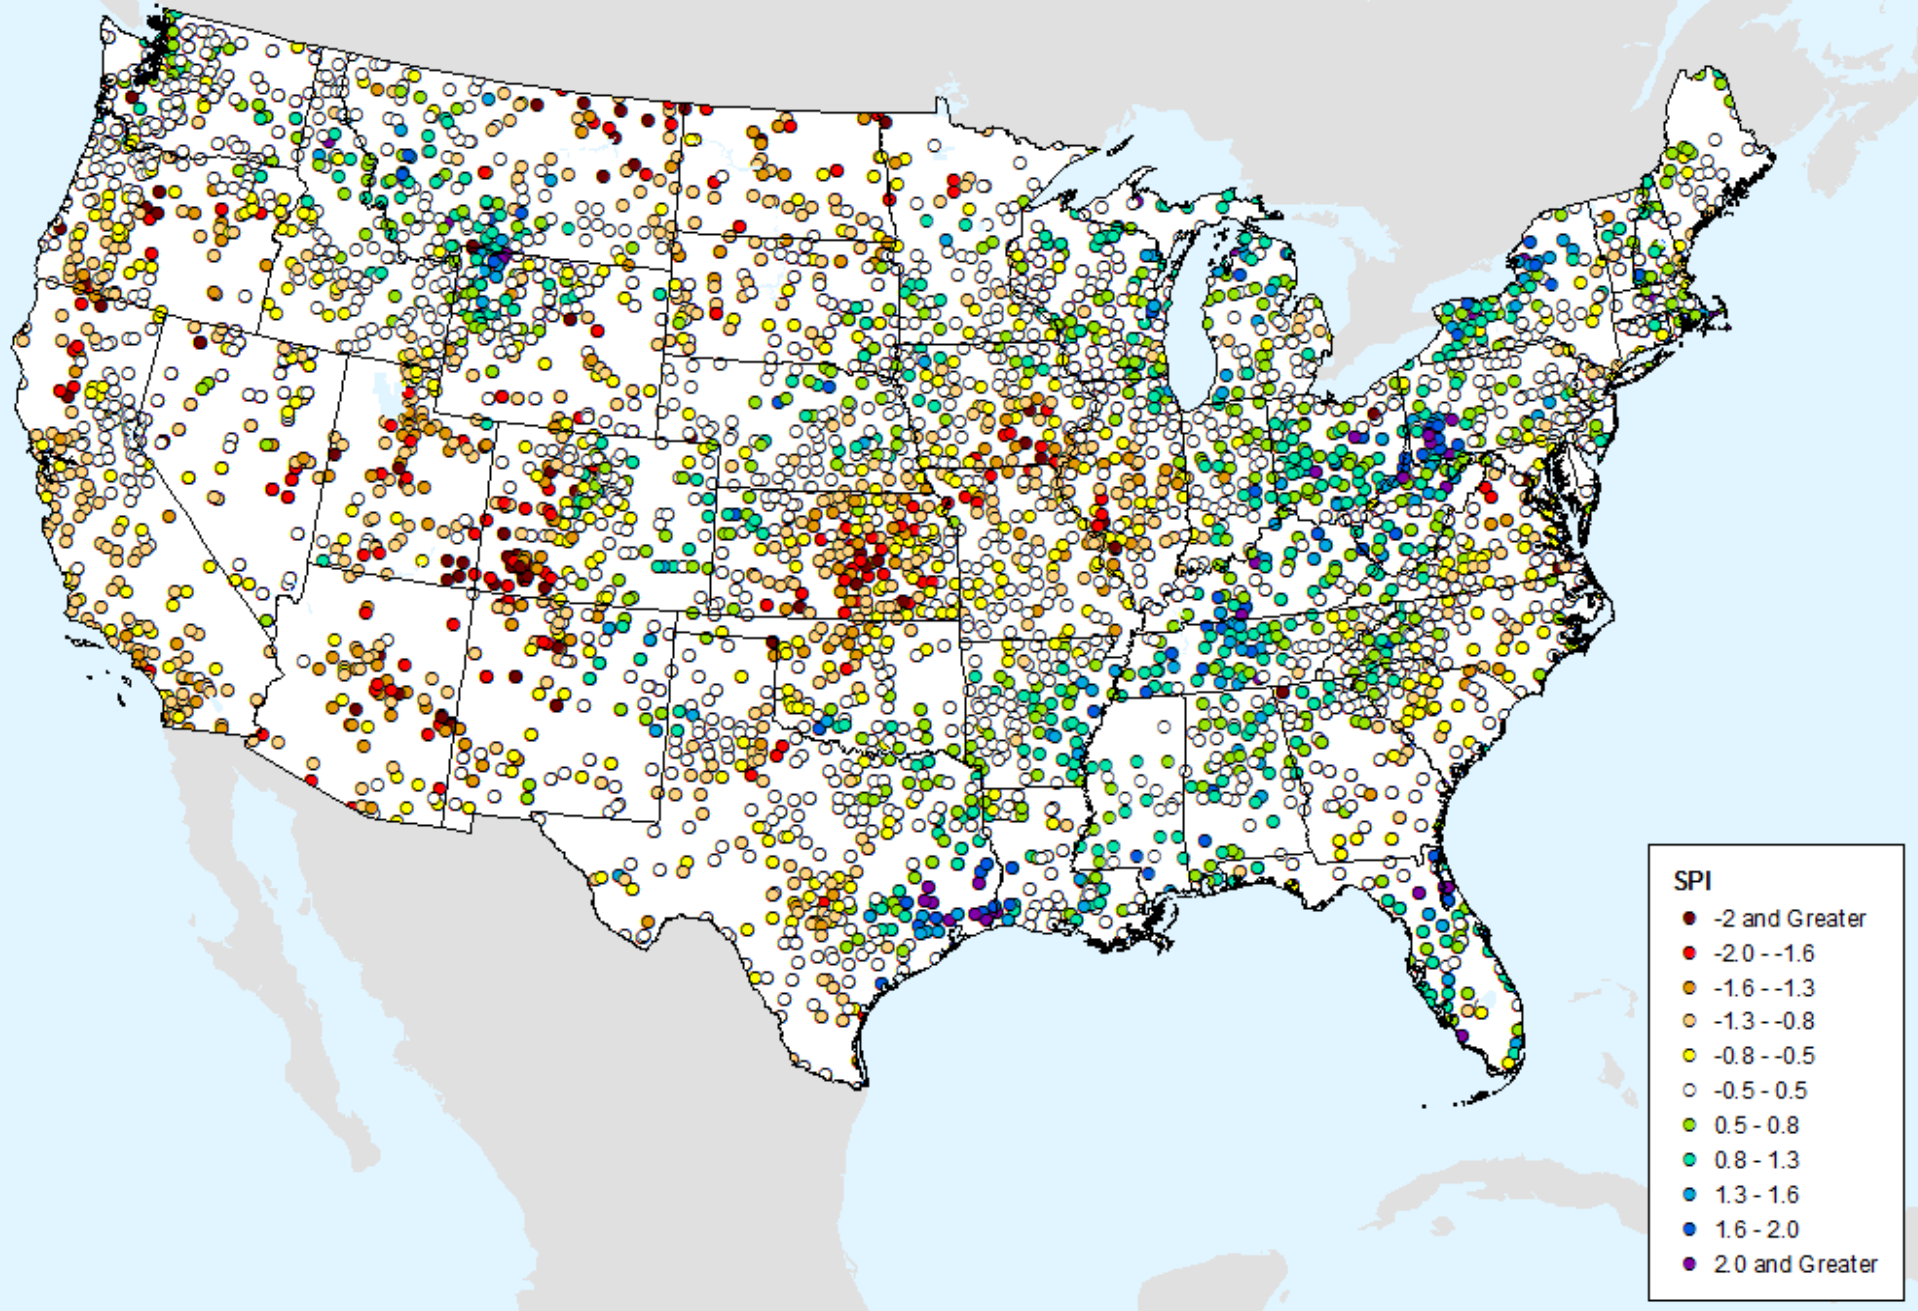 SPI
-2 and Greater
-2.0 - -1.6
-1.6 - -1.3
-1.3 - -0.8
-0.8 - -0.5
-0.5 - 0.5
0.5 - 0.8
0.8 - 1.3
1.3 - 1.6
1.6 - 2.0
2.0 and Greater